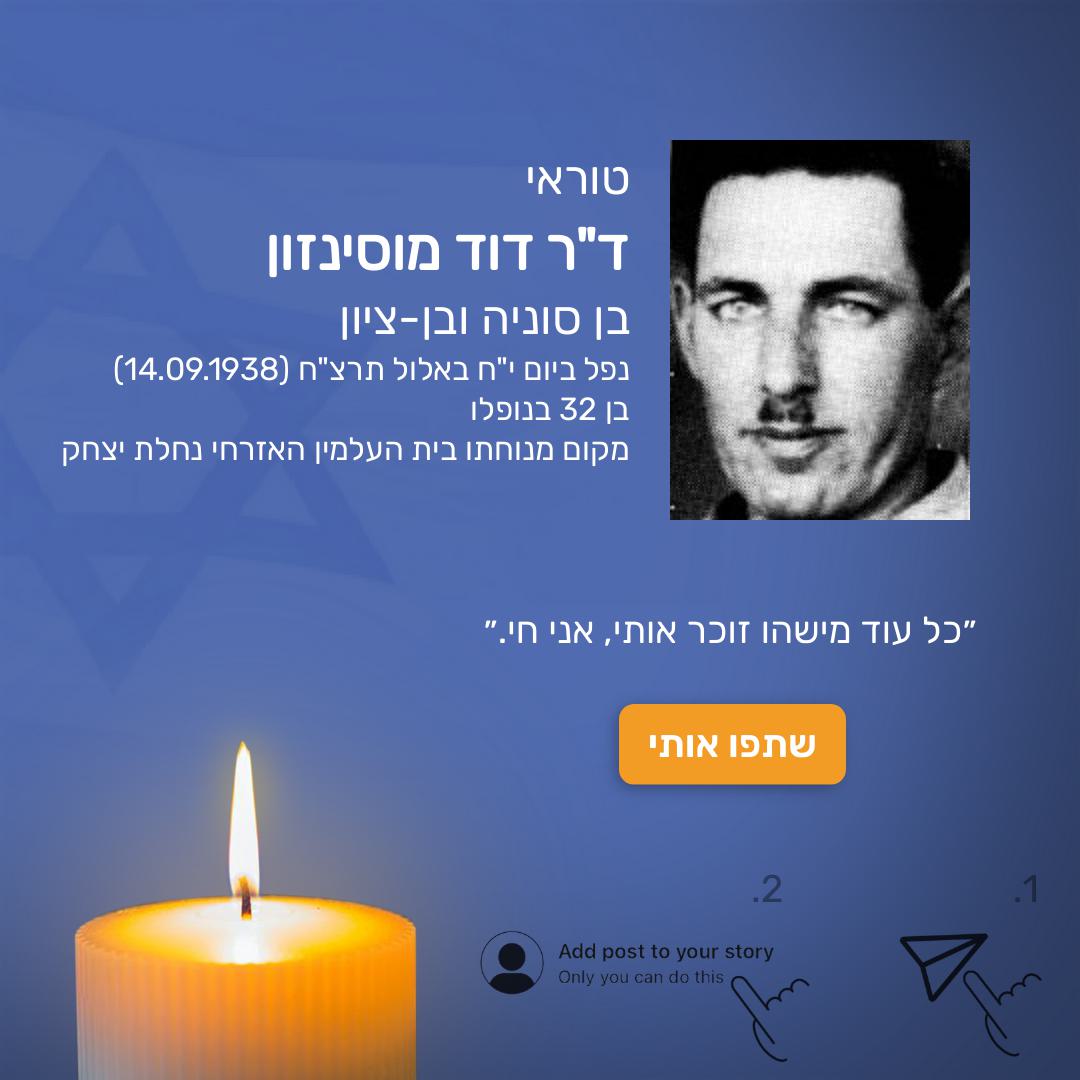 טוראי
ד"ר דוד מוסינזון
בן סוניה ובן-ציון
נפל ביום י"ח באלול תרצ"ח (14.09.1938)
בן 32 בנופלו
מקום מנוחתו בית העלמין האזרחי נחלת יצחק
״כל עוד מישהו זוכר אותי, אני חי.״
שתפו אותי
1.
2.
Add post to your story
Only you can do this